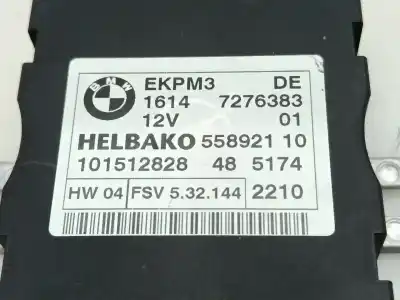 BMW
EKPM3 DE
1614 7276383
12V 01
HELBAKO 558921 10
101512828 48 5174
HW 04 FSV 5.32.144 2210